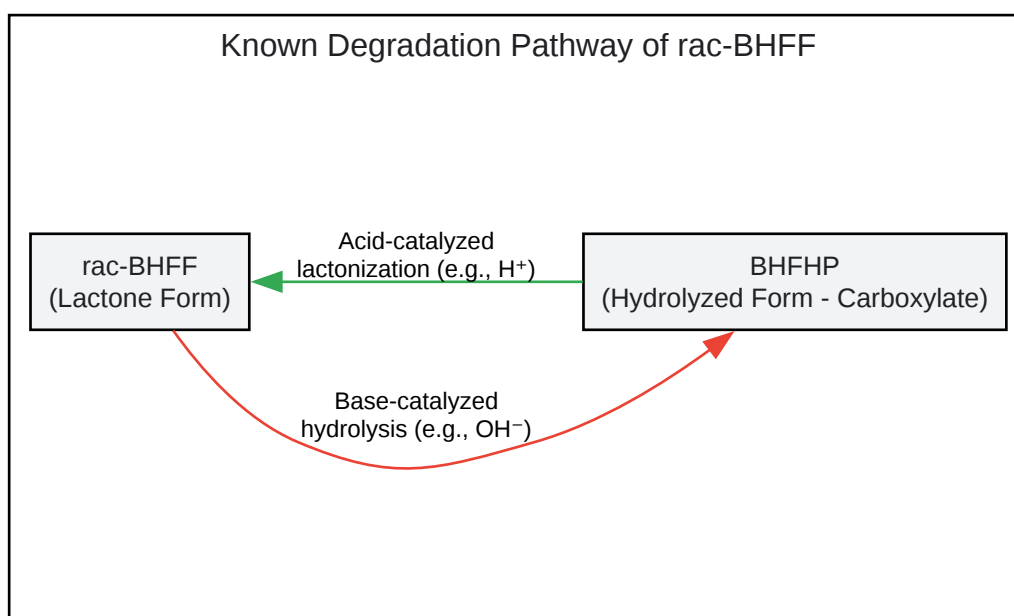 Known Degradation Pathway of rac-BHFF
Acid-catalyzed
lactonization (e.g., H⁺)
rac-BHFF
(Lactone Form)
BHFHP
(Hydrolyzed Form - Carboxylate)
Base-catalyzed
hydrolysis (e.g., OH⁻)